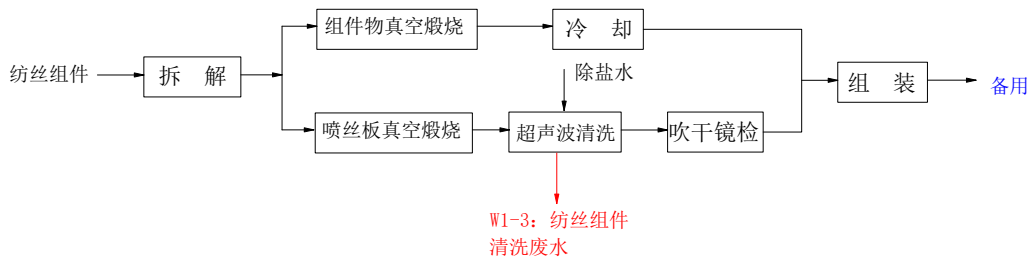 组件物真空煅烧
冷 却
纺丝组件
拆 解
除盐水
组 装
备用
喷丝板真空煅烧
超声波清洗
吹干镜检
W1-3: 纺丝组件
清洗废水